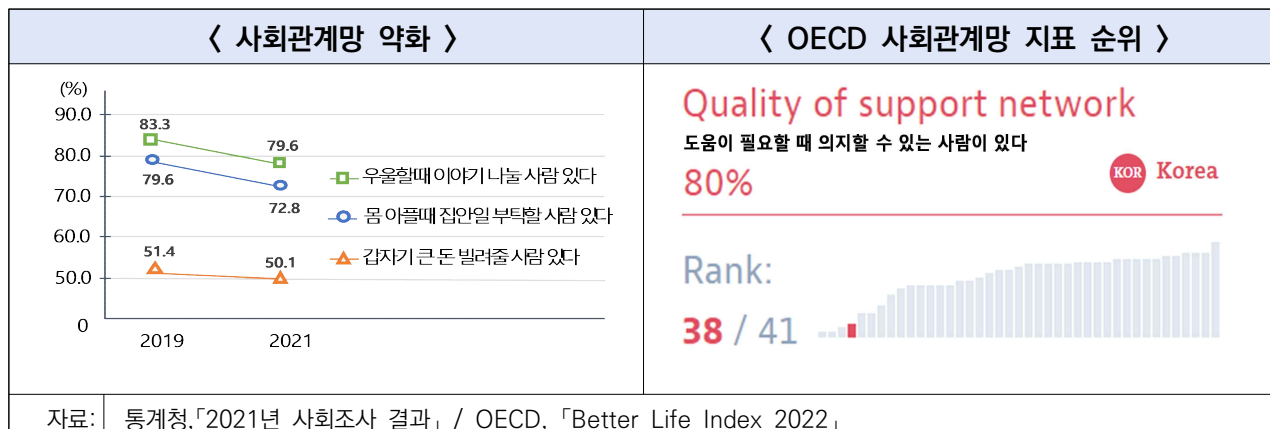 〈 사회관계망 약화 〉
(%)
90.0
80.0
70.0
60.0
50.0
0
83.3
79.6
79.6
72.8
51.4
50.1
우울할때 이야기 나눌 사람 있다
몸 아플때 집안일 부탁할 사람 있다
갑자기 큰 돈 빌려줄 사람 있다
2019
2021
〈 OECD 사회관계망 지표 순위 〉
Quality of support network
도움이 필요할 때 의지할 수 있는 사람이 있다
80%
KOR Korea
Rank:
38 / 41
자료: 통계청,「2021년 사회조사 결과」 / OECD, 「Better Life Index 2022」